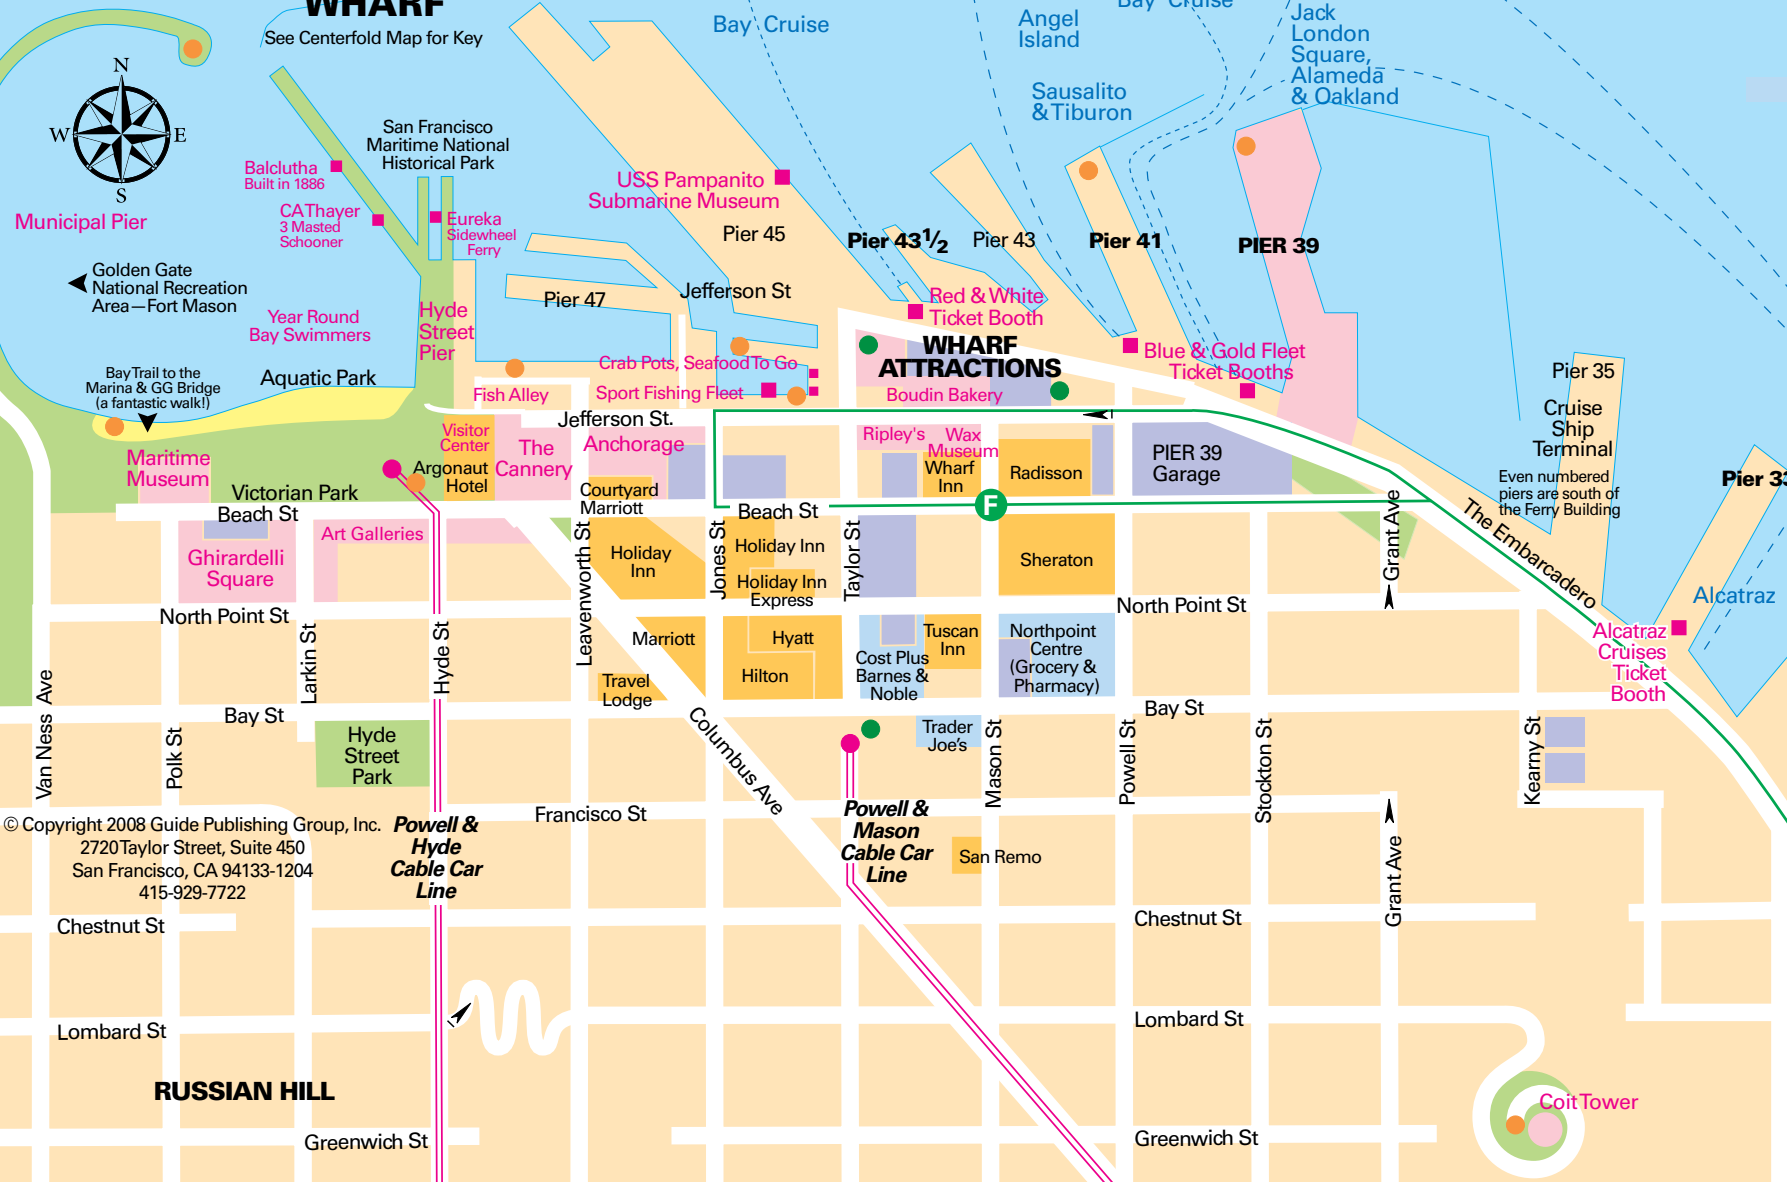 WHARF
See Centerfold Map for Key
Bay Cruise
Angel
Island
Bay Cruise
Jack
London
Square,
Alameda
& Oakland
Sausalito
& Tiburon
N
W
E
S
San Francisco
Maritime National
Historical Park
Balclutha
Built in 1886
CA Thayer
3 Masted
Schooner
Eureka
Sidewheel
Ferry
Municipal Pier
USS Pampanito
Submarine Museum
Pier 45
Pier 43½
Pier 43
Pier 41
PIER 39
Golden Gate
National Recreation
Area—Fort Mason
Year Round
Bay Swimmers
Hyde
Street
Pier
Pier 47
Jefferson St
Red & White
Ticket Booth
WHARF
ATTRACTIONS
Blue & Gold Fleet
Ticket Booths
Bay Trail to the
Marina & GG Bridge
(a fantastic walk!)
Aquatic Park
Crab Pots, Seafood To Go
Fish Alley
Sport Fishing Fleet
Boudin Bakery
Pier 35
Cruise
Ship
Terminal
Even numbered
piers are south of
the Ferry Building
Pier 33
Jefferson St.
Visitor
Center
The
Cannery
Anchorage
Ripley's
Wax
Museum
Maritime
Museum
Argonaut
Hotel
Wharf
Inn
Radisson
PIER 39
Garage
Victorian Park
Beach St
Courtyard
Marriott
Beach St
F
The Embarcadero
Grant Ave
Art Galleries
Ghirardelli
Square
Holiday
Inn
Holiday Inn
Holiday Inn
Express
Sheraton
Leavenworth St
Jones St
Taylor St
Alcatraz
North Point St
North Point St
Larkin St
Hyde St
Marriott
Hyatt
Hilton
Tuscan
Inn
Northpoint
Centre
(Grocery &
Pharmacy)
Cost Plus
Barnes &
Noble
Alcatraz
Cruises
Ticket
Booth
Travel
Lodge
Bay St
Bay St
Van Ness Ave
Polk St
Hyde
Street
Park
Columbus Ave
Trader
Joe's
Mason St
Powell St
Stockton St
Kearny St
Francisco St
© Copyright 2008 Guide Publishing Group, Inc.
2720 Taylor Street, Suite 450
San Francisco, CA 94133-1204
415-929-7722
Powell &
Hyde
Cable Car
Line
Powell &
Mason
Cable Car
Line
San Remo
Grant Ave
Chestnut St
Chestnut St
Lombard St
Lombard St
RUSSIAN HILL
Coit Tower
Greenwich St
Greenwich St